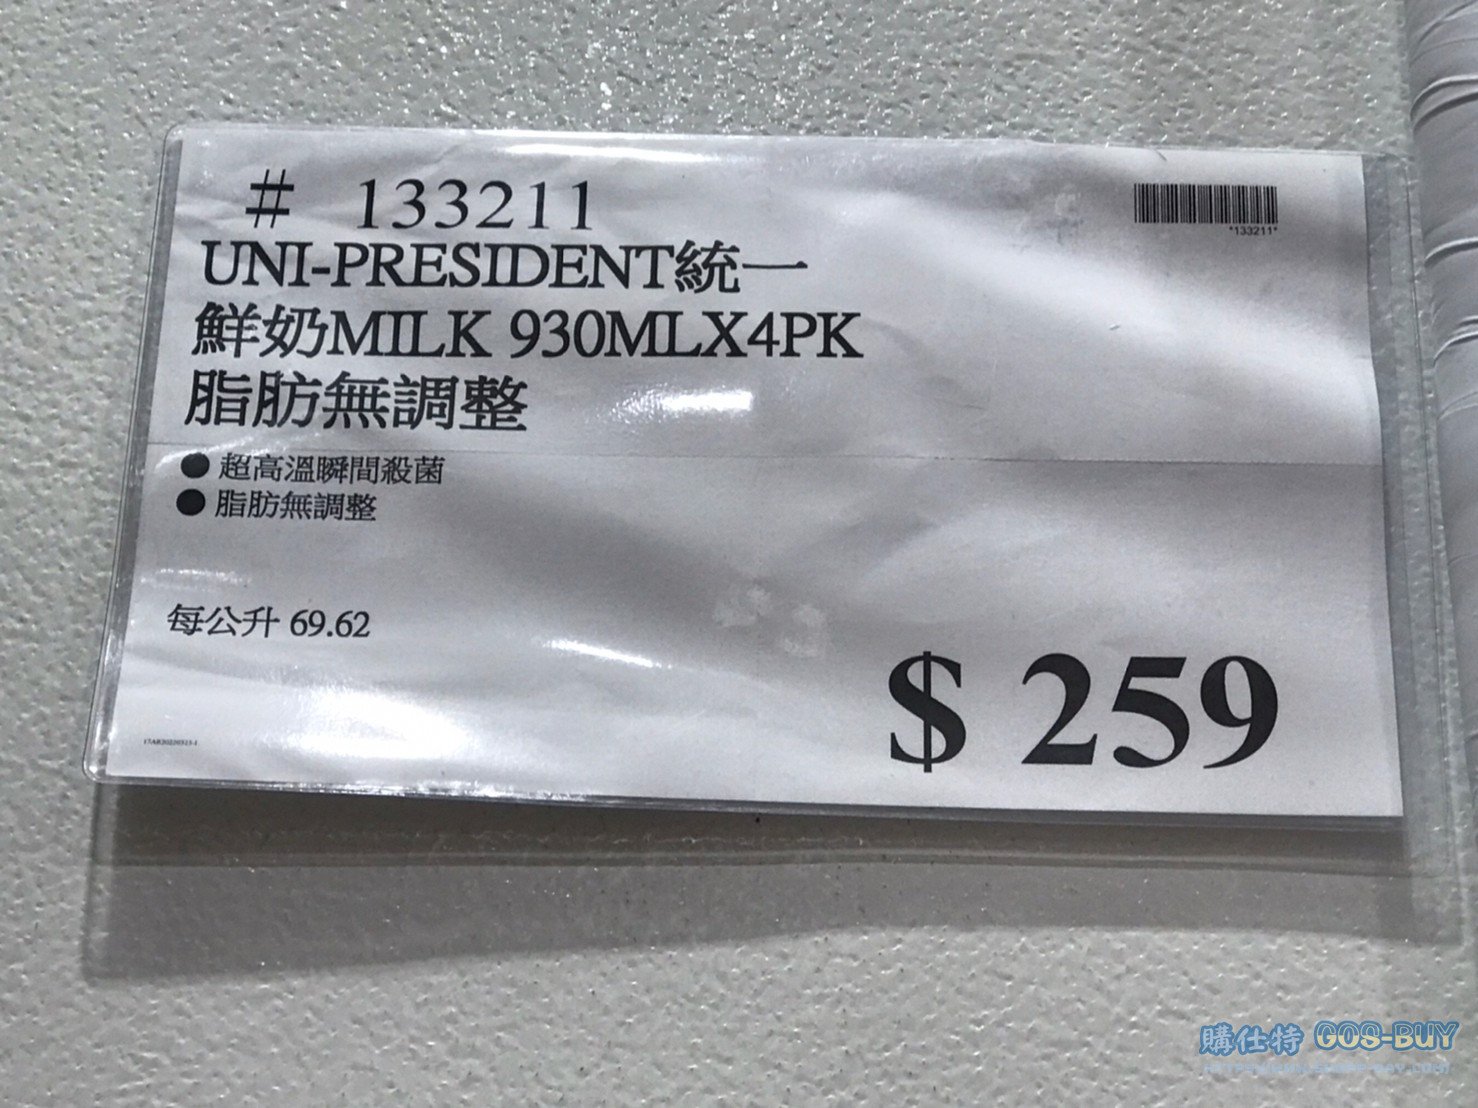 # 133211
*133211*
UNI-PRESIDENT統一
鮮奶MILK 930MLX4PK
脂肪無調整
● 超高溫瞬間殺菌
● 脂肪無調整
每公升 69.62
$ 259
購仕特 GOS-BUY